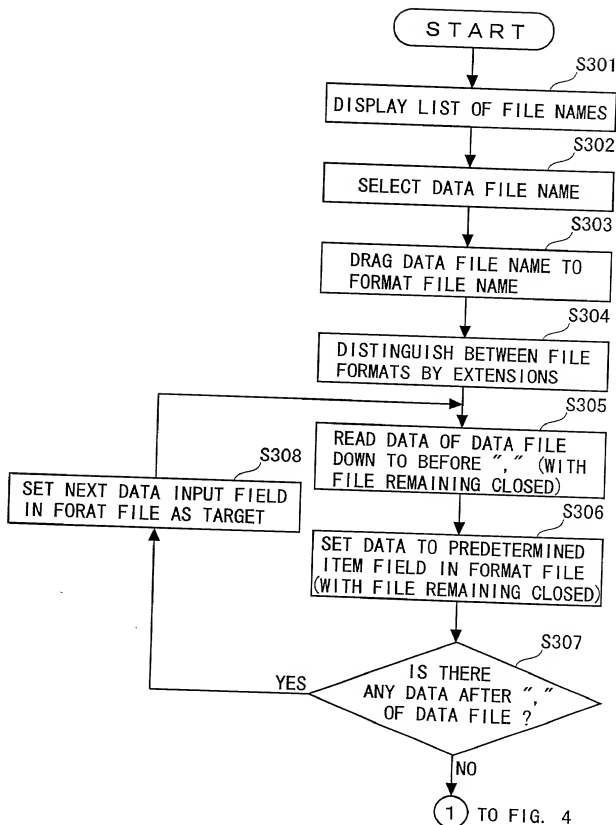 START
S301
DISPLAY LIST OF FILE NAMES
S302
SELECT DATA FILE NAME
S303
DRAG DATA FILE NAME TO
FORMAT FILE NAME
S304
DISTINGUISH BETWEEN FILE
FORMATS BY EXTENSIONS
S305
READ DATA OF DATA FILE
DOWN TO BEFORE "," (WITH
FILE REMAINING CLOSED)
S308
SET NEXT DATA INPUT FIELD
IN FORAT FILE AS TARGET
S306
SET DATA TO PREDETERMINED
ITEM FIELD IN FORMAT FILE
(WITH FILE REMAINING CLOSED)
S307
IS THERE
ANY DATA AFTER ","
OF DATA FILE ?
YES
NO
1 TO FIG. 4